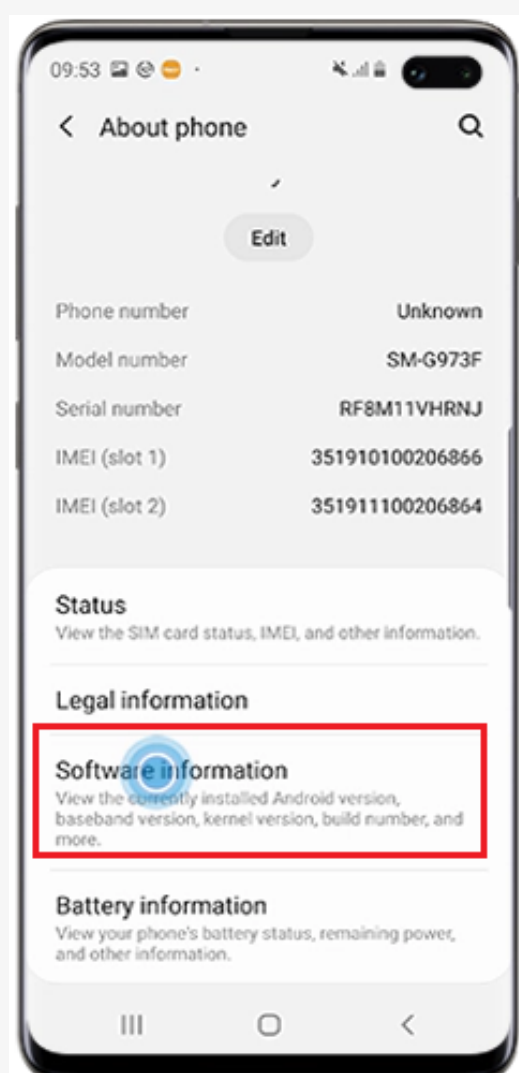 09:53
About phone
Edit
Phone number Unknown
Model number SM-G973F
Serial number RF8M11VHRNJ
IMEI (slot 1) 351910100206866
IMEI (slot 2) 351911100206864
Status
View the SIM card status, IMEI, and other information.
Legal information
Software information
View the currently installed Android version,
baseband version, kernel version, build number, and
more.
Battery information
View your phone's battery status, remaining power,
and other information.